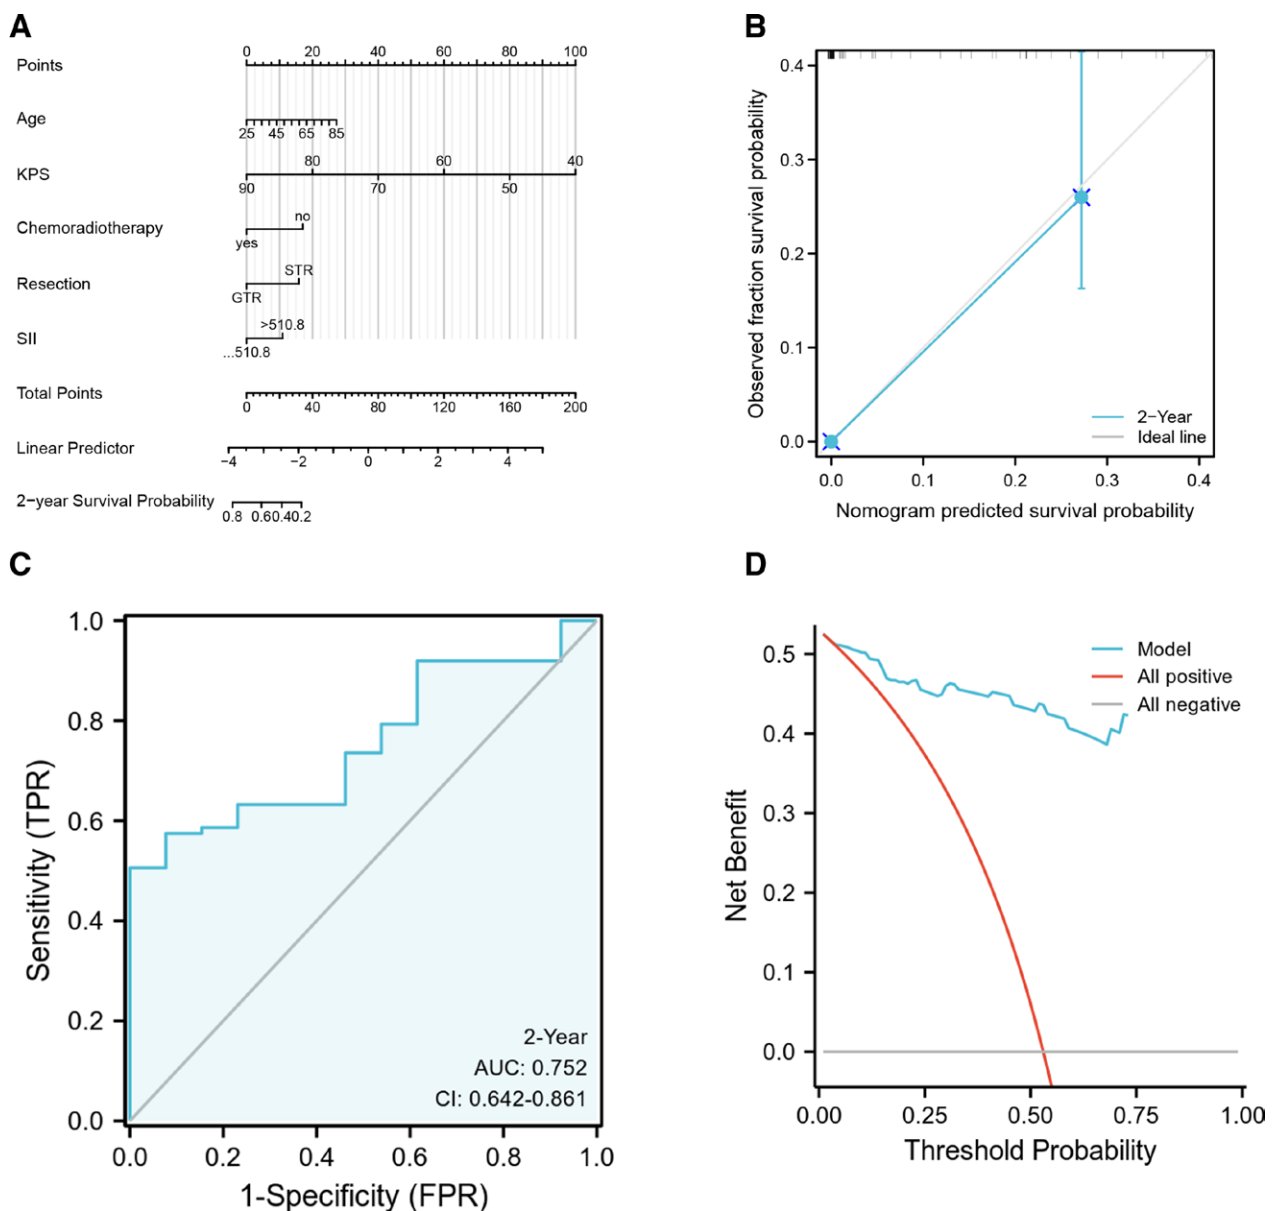 A
0 20 40 60 80 100
Points
Age
25 45 65 85
80 60 40
KPS
90 70 50
no
Chemoradiotherapy
yes
STR
Resection
GTR
>510.8
SII
...510.8
Total Points
0 40 80 120 160 200
Linear Predictor
−4 −2 0 2 4
2−year Survival Probability
0.8 0.6 0.4 0.2
B
Observed fraction survival probability
0.4
0.3
0.2
0.1
0.0
2−Year
Ideal line
0.0 0.1 0.2 0.3 0.4
Nomogram predicted survival probability
C
Sensitivity (TPR)
1.0
0.8
0.6
0.4
0.2
0.0
2-Year
AUC: 0.752
CI: 0.642-0.861
0.0 0.2 0.4 0.6 0.8 1.0
1-Specificity (FPR)
D
Net Benefit
0.5
0.4
0.3
0.2
0.1
0.0
Model
All positive
All negative
0.00 0.25 0.50 0.75 1.00
Threshold Probability